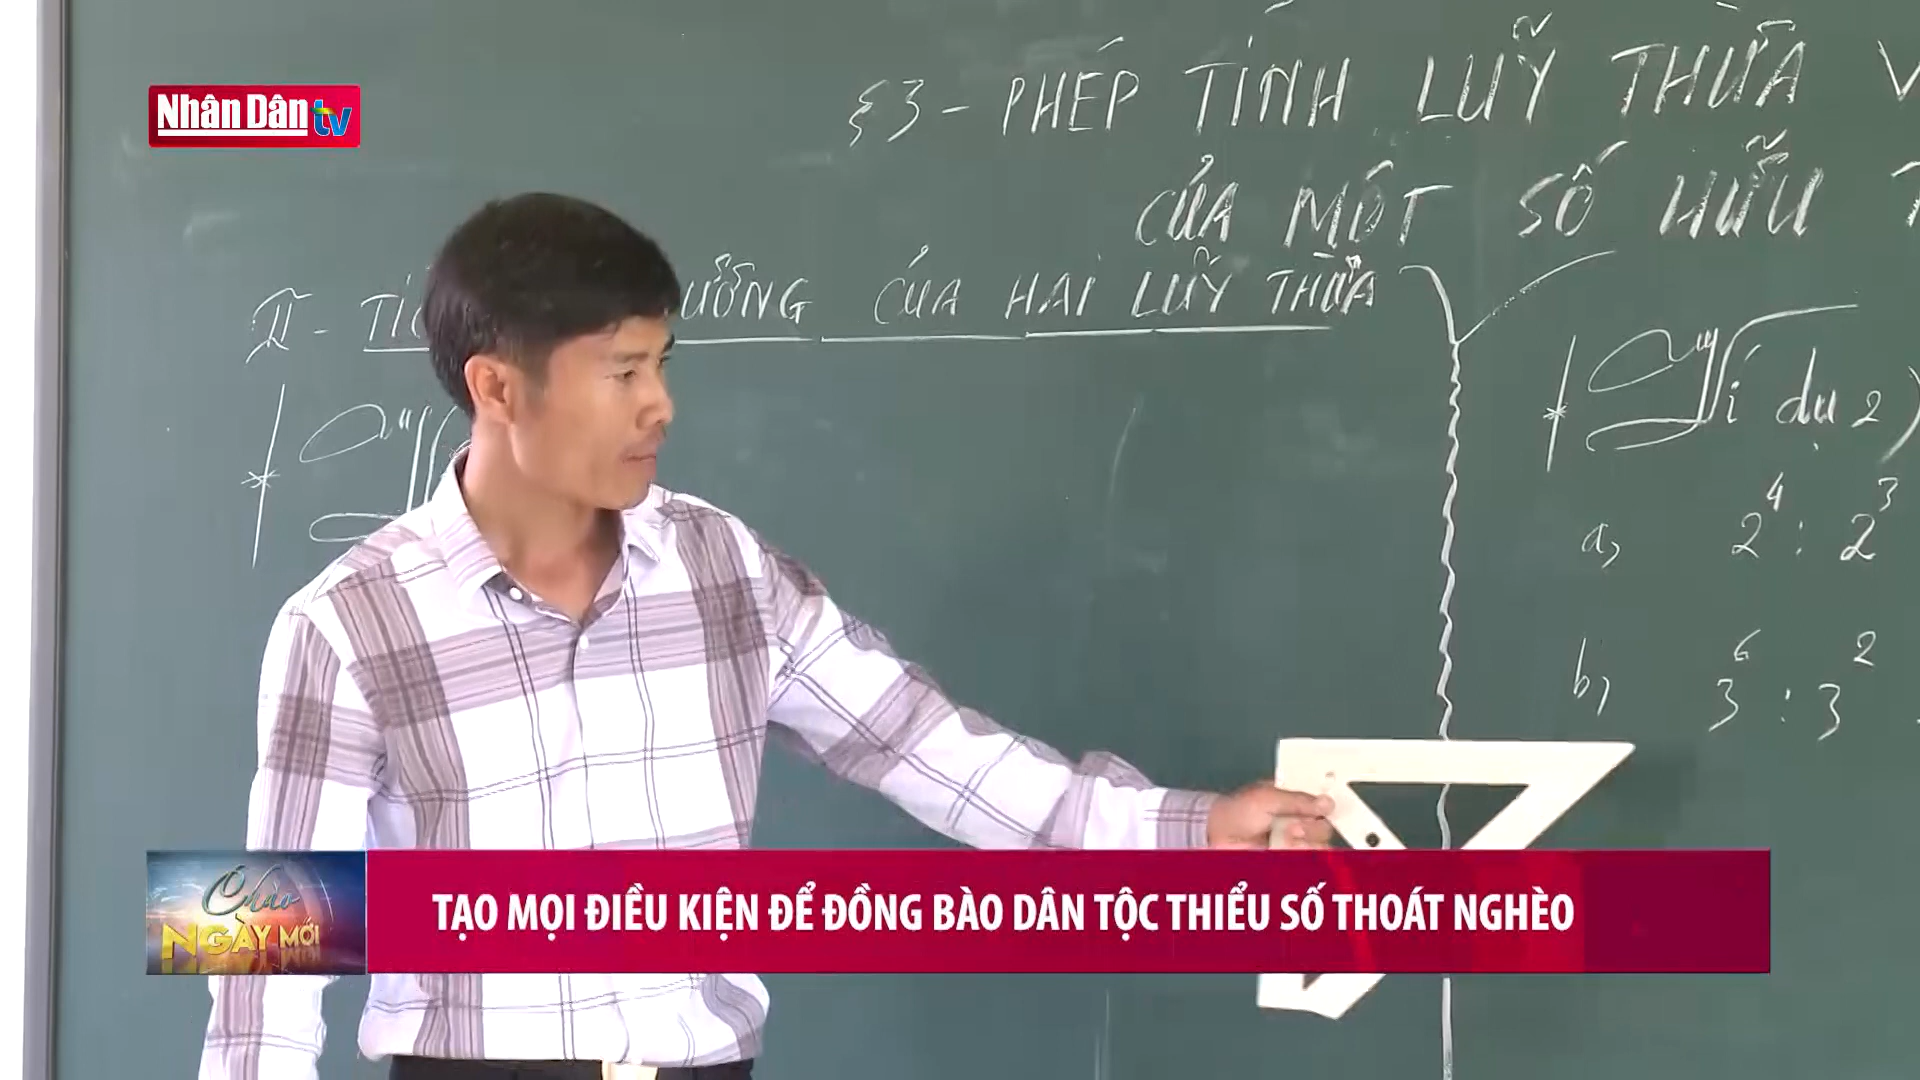 Nhân Dân tv
§3 - PHÉP TÍNH LUỸ THỪA V
CỦA MỘT SỐ HỮU T
II - TÍC ƯƠNG CỦA HAI LUỸ THỪA
Ví dụ 2)
a, 2^4 : 2^3
b, 3^6 : 3^2
Chào
NGÀY MỚI
TẠO MỌI ĐIỀU KIỆN ĐỂ ĐỒNG BÀO DÂN TỘC THIỂU SỐ THOÁT NGHÈO